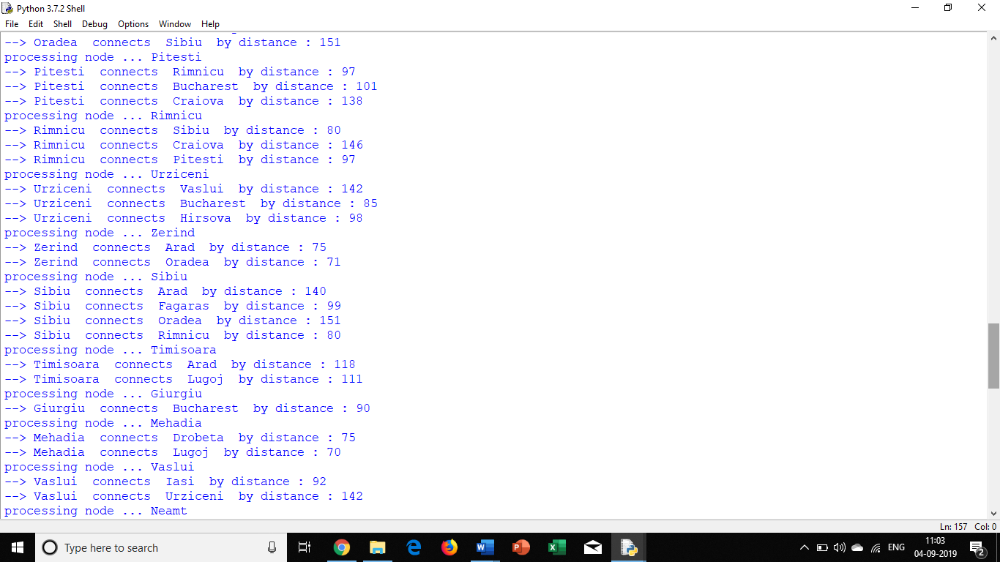 Python 3.7.2 Shell
File Edit Shell Debug Options Window Help
--> Oradea  connects  Sibiu  by distance : 151
processing node ... Pitesti
--> Pitesti  connects  Rimnicu  by distance : 97
--> Pitesti  connects  Bucharest  by distance : 101
--> Pitesti  connects  Craiova  by distance : 138
processing node ... Rimnicu
--> Rimnicu  connects  Sibiu  by distance : 80
--> Rimnicu  connects  Craiova  by distance : 146
--> Rimnicu  connects  Pitesti  by distance : 97
processing node ... Urziceni
--> Urziceni  connects  Vaslui  by distance : 142
--> Urziceni  connects  Bucharest  by distance : 85
--> Urziceni  connects  Hirsova  by distance : 98
processing node ... Zerind
--> Zerind  connects  Arad  by distance : 75
--> Zerind  connects  Oradea  by distance : 71
processing node ... Sibiu
--> Sibiu  connects  Arad  by distance : 140
--> Sibiu  connects  Fagaras  by distance : 99
--> Sibiu  connects  Oradea  by distance : 151
--> Sibiu  connects  Rimnicu  by distance : 80
processing node ... Timisoara
--> Timisoara  connects  Arad  by distance : 118
--> Timisoara  connects  Lugoj  by distance : 111
processing node ... Giurgiu
--> Giurgiu  connects  Bucharest  by distance : 90
processing node ... Mehadia
--> Mehadia  connects  Drobeta  by distance : 75
--> Mehadia  connects  Lugoj  by distance : 70
processing node ... Vaslui
--> Vaslui  connects  Iasi  by distance : 92
--> Vaslui  connects  Urziceni  by distance : 142
processing node ... Neamt
Ln: 157 Col: 0
Type here to search
ENG
11:03
04-09-2019
2